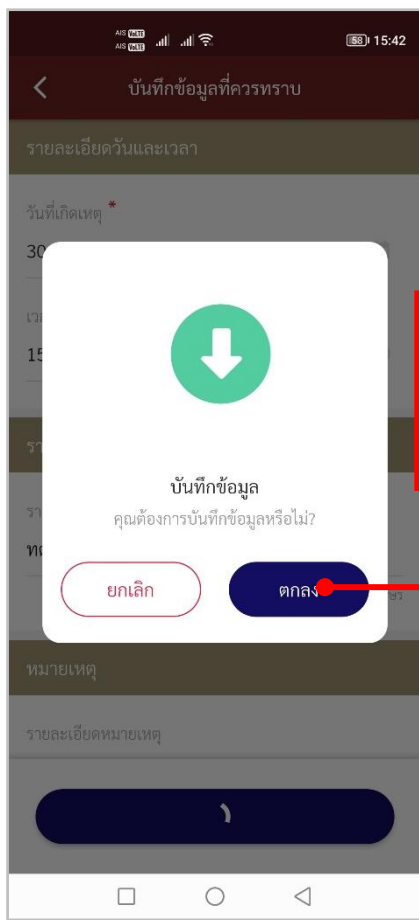 AIS VoLTE
AIS VoLTE
58 15:42
บันทึกข้อมูลที่ควรทราบ
รายละเอียดวันและเวลา
วันที่เกิดเหตุ *
30
15
บันทึกข้อมูล
คุณต้องการบันทึกข้อมูลหรือไม่?
ยกเลิก
ตกลง
หมายเหตุ
รายละเอียดหมายเหตุ